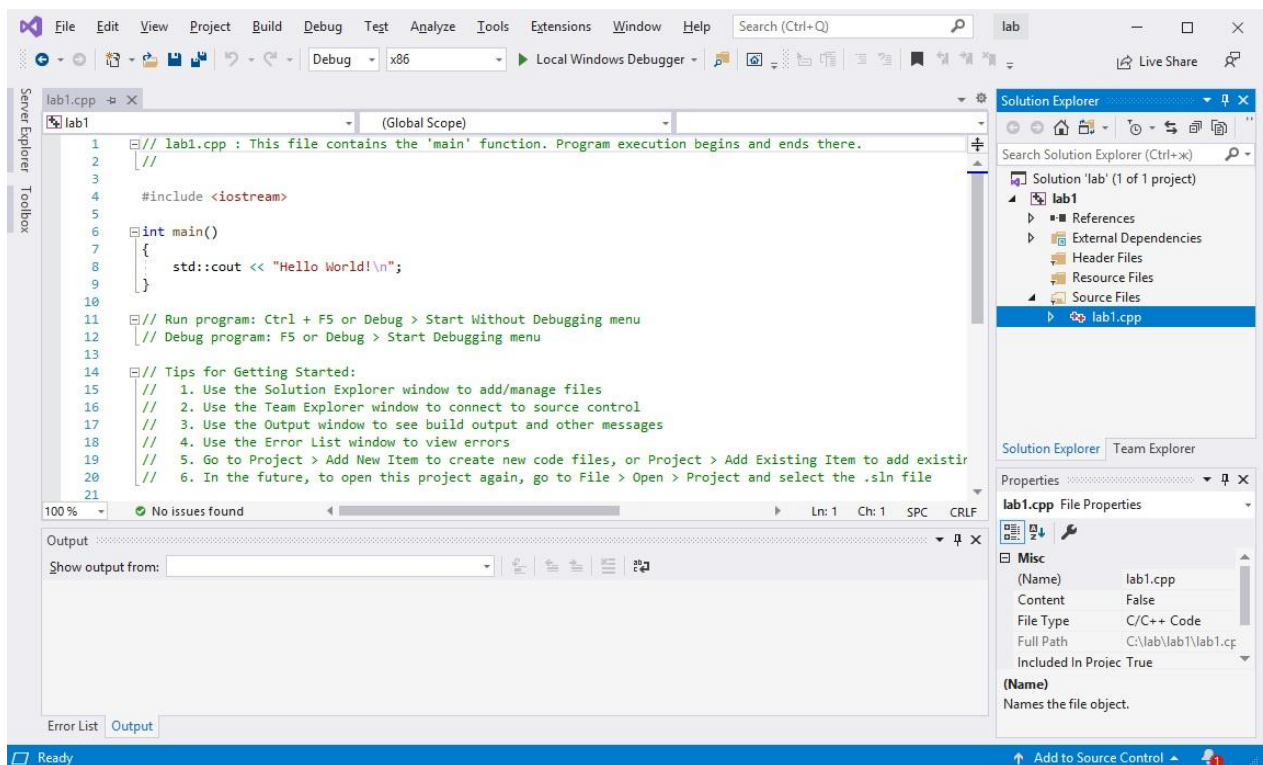 File Edit View Project Build Debug Test Analyze Tools Extensions Window Help Search (Ctrl+Q) lab
Debug x86 Local Windows Debugger Live Share
Server Explorer
Toolbox
lab1.cpp
lab1 (Global Scope)
1 // lab1.cpp : This file contains the 'main' function. Program execution begins and ends there.
2 //
3
4 #include <iostream>
5
6 int main()
7 {
8 std::cout << "Hello World!\n";
9 }
10
11 // Run program: Ctrl + F5 or Debug > Start Without Debugging menu
12 // Debug program: F5 or Debug > Start Debugging menu
13
14 // Tips for Getting Started:
15 // 1. Use the Solution Explorer window to add/manage files
16 // 2. Use the Team Explorer window to connect to source control
17 // 3. Use the Output window to see build output and other messages
18 // 4. Use the Error List window to view errors
19 // 5. Go to Project > Add New Item to create new code files, or Project > Add Existing Item to add existin
20 // 6. In the future, to open this project again, go to File > Open > Project and select the .sln file
21
100 % No issues found Ln: 1 Ch: 1 SPC CRLF
Output
Show output from:
Error List Output
Solution Explorer
Search Solution Explorer (Ctrl+ж)
Solution 'lab' (1 of 1 project)
lab1
References
External Dependencies
Header Files
Resource Files
Source Files
lab1.cpp
Solution Explorer Team Explorer
Properties
lab1.cpp File Properties
Misc
(Name) lab1.cpp
Content False
File Type C/C++ Code
Full Path C:\lab\lab1\lab1.cp
Included In Projec True
(Name)
Names the file object.
Ready Add to Source Control 1